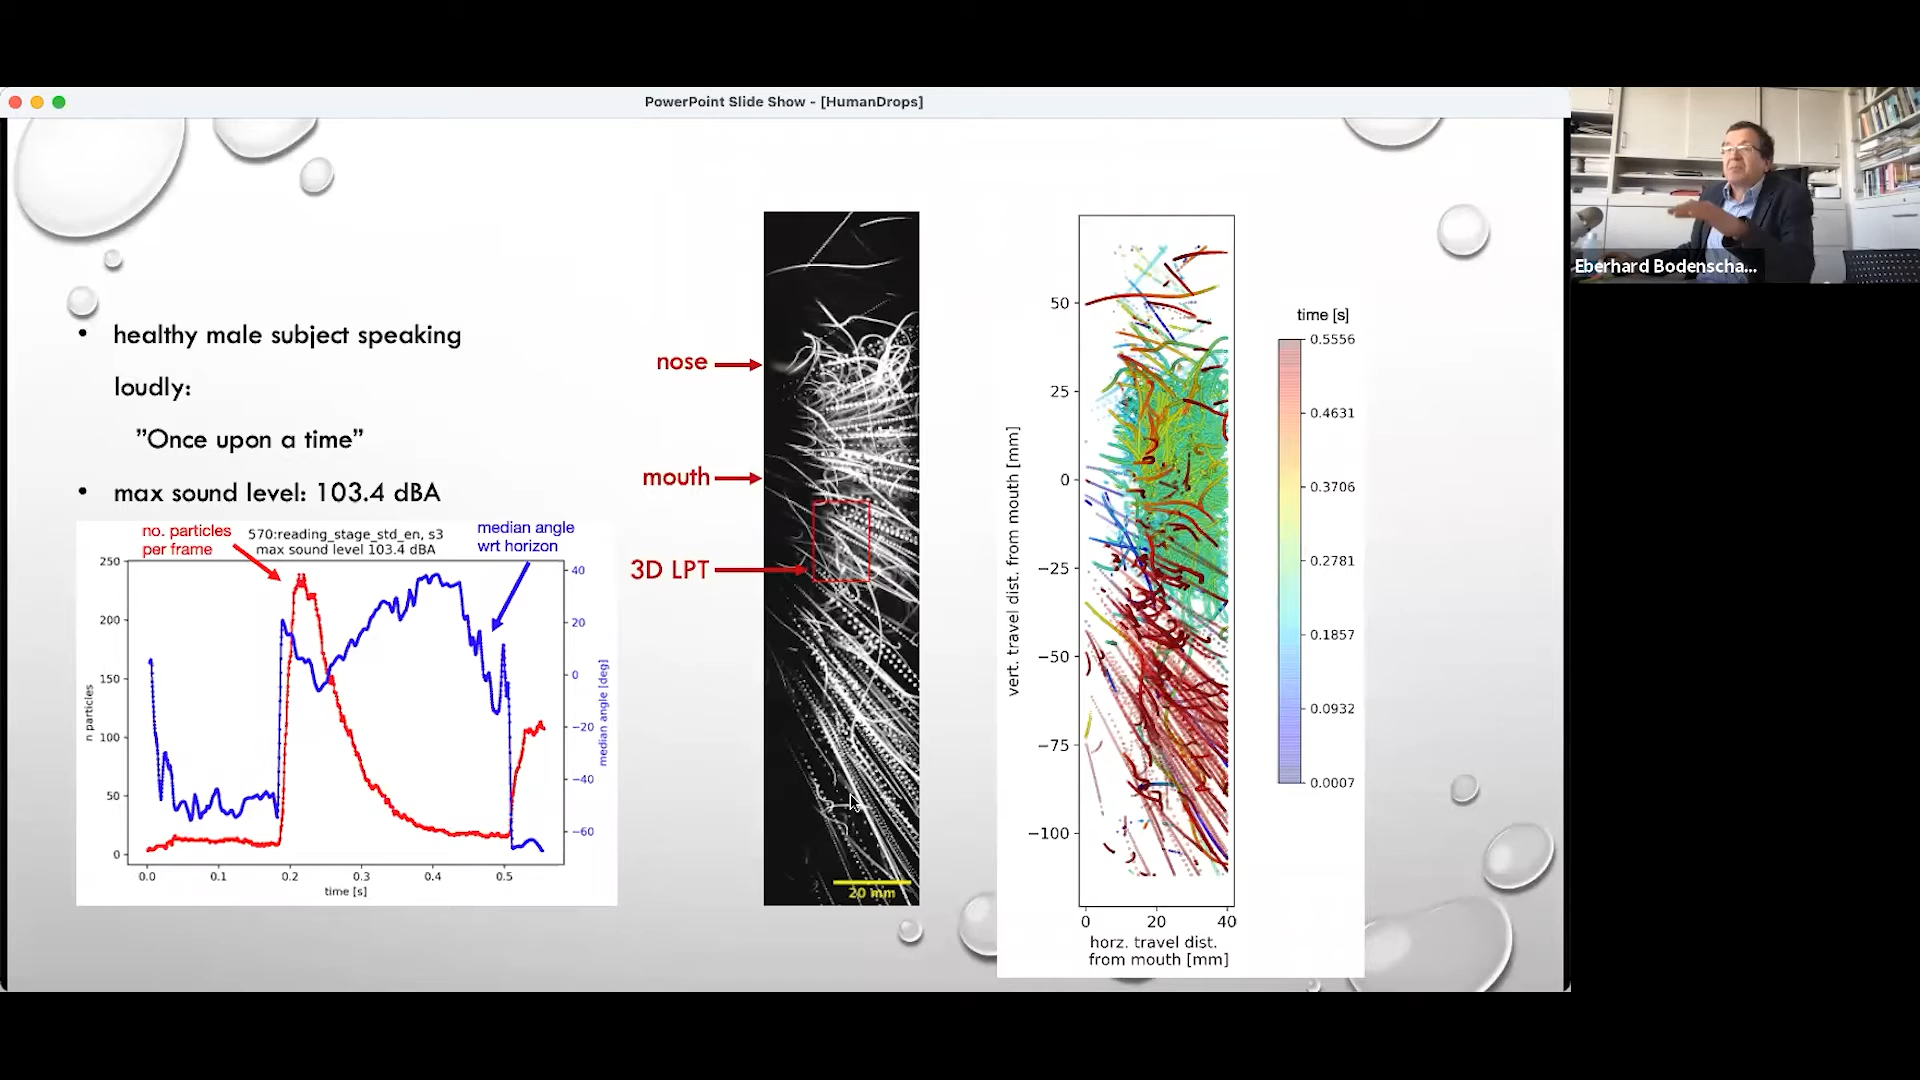 PowerPoint Slide Show - [HumanDrops]
• healthy male subject speaking
loudly:
”Once upon a time”
• max sound level: 103.4 dBA
no. particles
per frame
570:reading_stage_std_en, s3
max sound level 103.4 dBA
median angle
wrt horizon
250
200
150
100
50
0
n particles
40
20
0
−20
−40
−60
median angle [deg]
0.0 0.1 0.2 0.3 0.4 0.5
time [s]
nose
mouth
3D LPT
20 mm
vert. travel dist. from mouth [mm]
50
25
0
−25
−50
−75
−100
0 20 40
horz. travel dist.
from mouth [mm]
time [s]
0.5556
0.4631
0.3706
0.2781
0.1857
0.0932
0.0007
Eberhard Bodenscha...